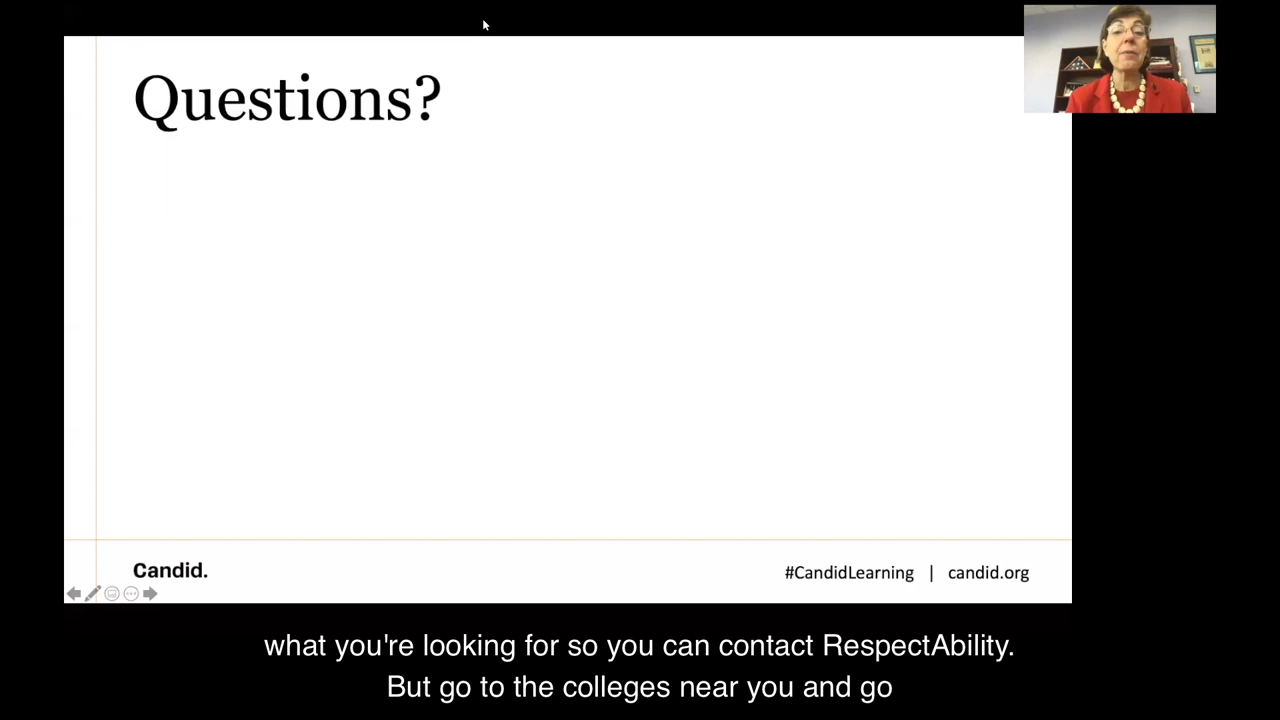 Questions?
Candid.
#CandidLearning | candid.org
what you're looking for so you can contact RespectAbility.
But go to the colleges near you and go